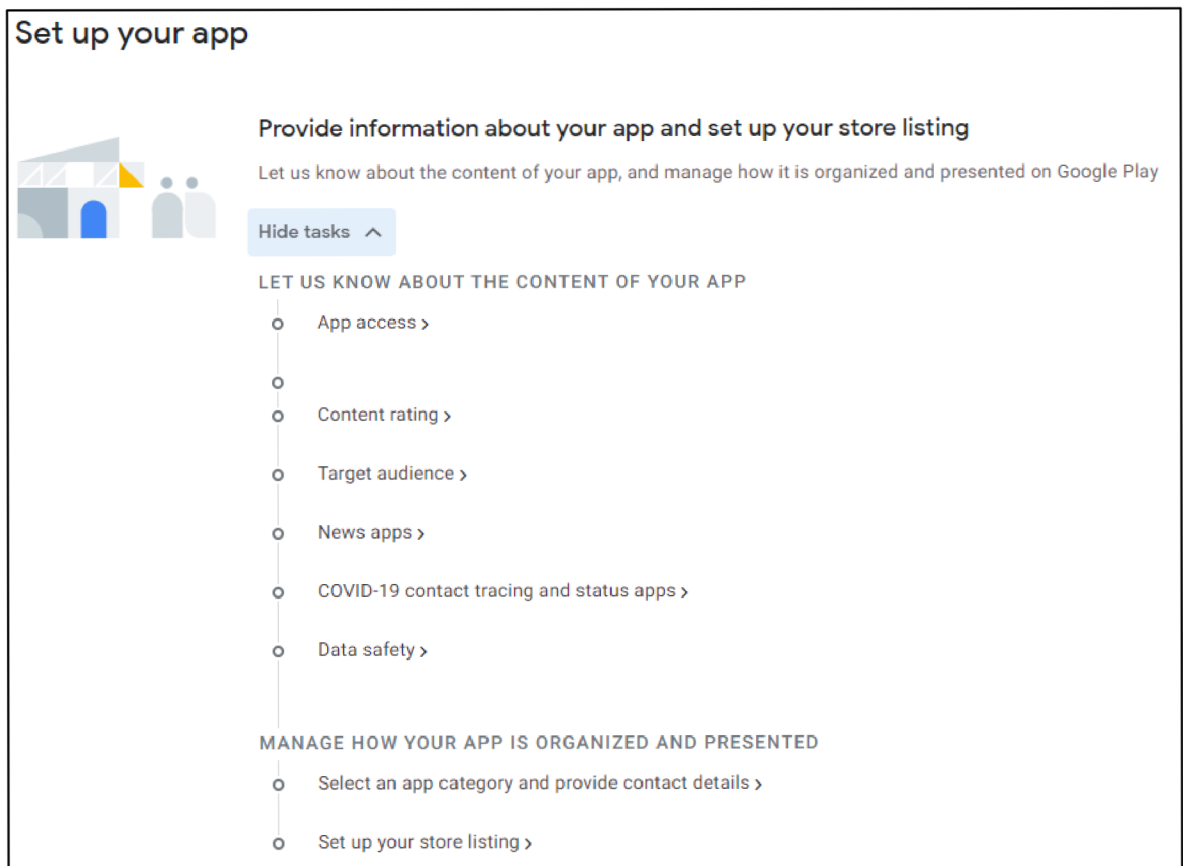 Set up your app
Provide information about your app and set up your store listing
Let us know about the content of your app, and manage how it is organized and presented on Google Play
Hide tasks
LET US KNOW ABOUT THE CONTENT OF YOUR APP
App access
Content rating
Target audience
News apps
COVID-19 contact tracing and status apps
Data safety
MANAGE HOW YOUR APP IS ORGANIZED AND PRESENTED
Select an app category and provide contact details
Set up your store listing